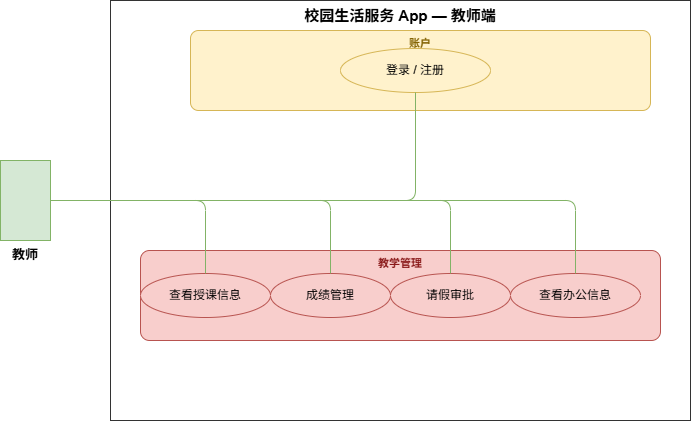 校园生活服务 App — 教师端
账户
登录 / 注册
教师
教学管理
查看授课信息
成绩管理
请假审批
查看办公信息